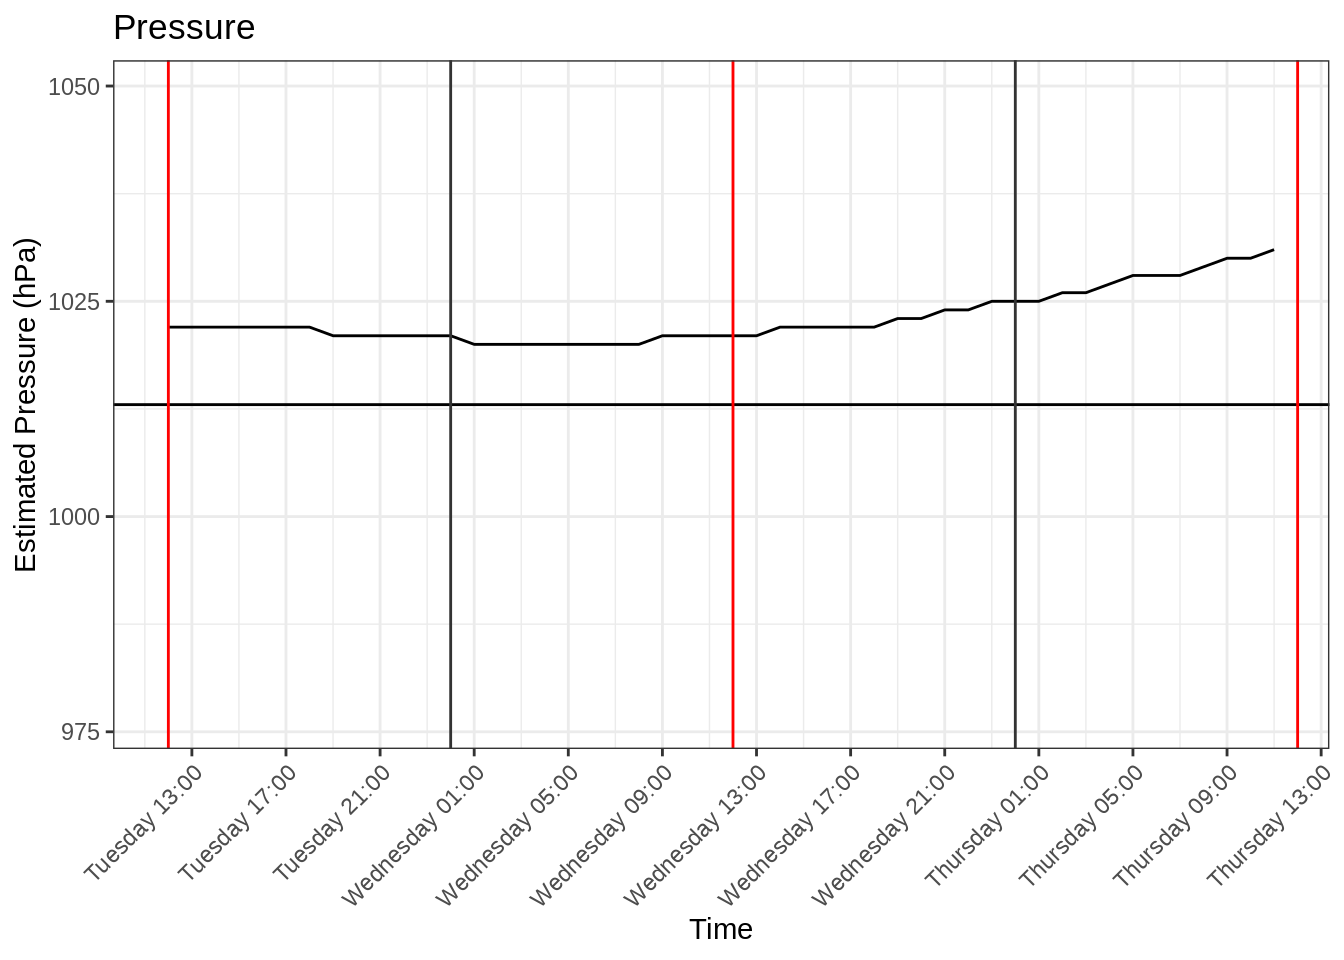 Pressure
Estimated Pressure (hPa)
1050
1025
1000
975
Tuesday 13:00
Tuesday 17:00
Tuesday 21:00
Wednesday 01:00
Wednesday 05:00
Wednesday 09:00
Wednesday 13:00
Wednesday 17:00
Wednesday 21:00
Thursday 01:00
Thursday 05:00
Thursday 09:00
Thursday 13:00
Time